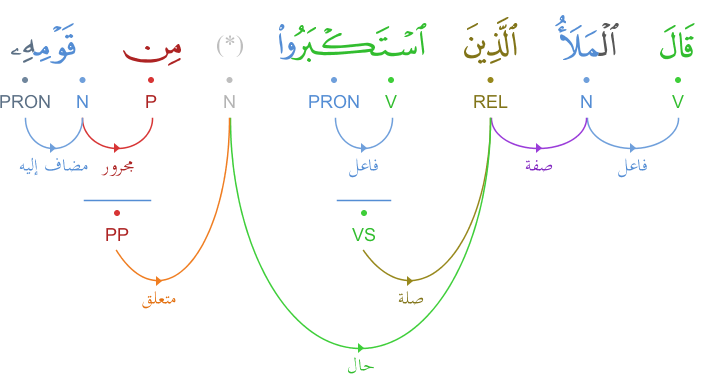 قَالَ ٱلْمَلَأُ ٱلَّذِينَ ٱسْتَكْبَرُوا۟ (*) مِن قَوْمِهِۦ
V N REL V PRON N P N PRON
فاعل صفة فاعل مجرور مضاف إليه
VS PP
صلة متعلق
حال